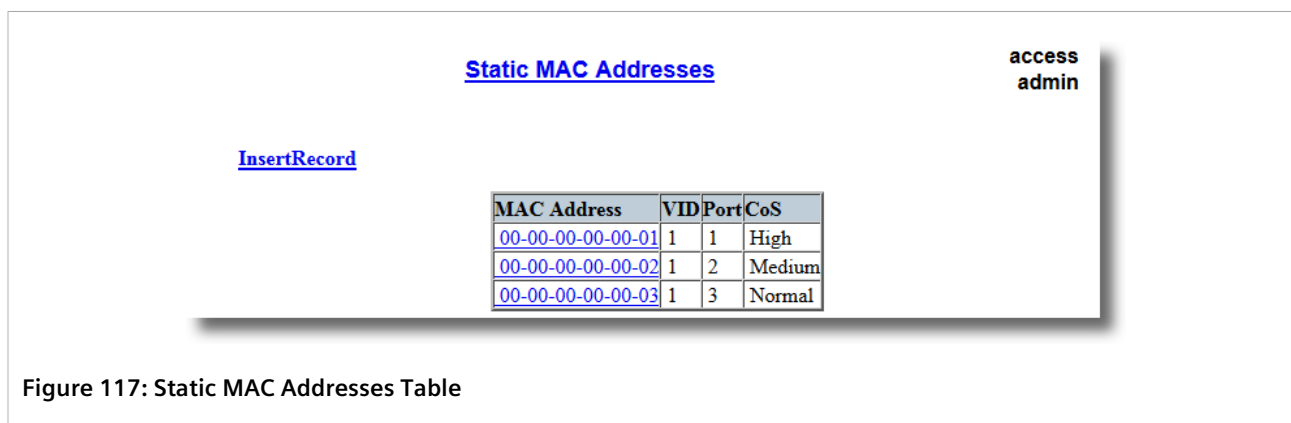 Static MAC Addresses
access
admin
InsertRecord
MAC Address VID Port CoS
00-00-00-00-00-01 1 1 High
00-00-00-00-00-02 1 2 Medium
00-00-00-00-00-03 1 3 Normal
Figure 117: Static MAC Addresses Table